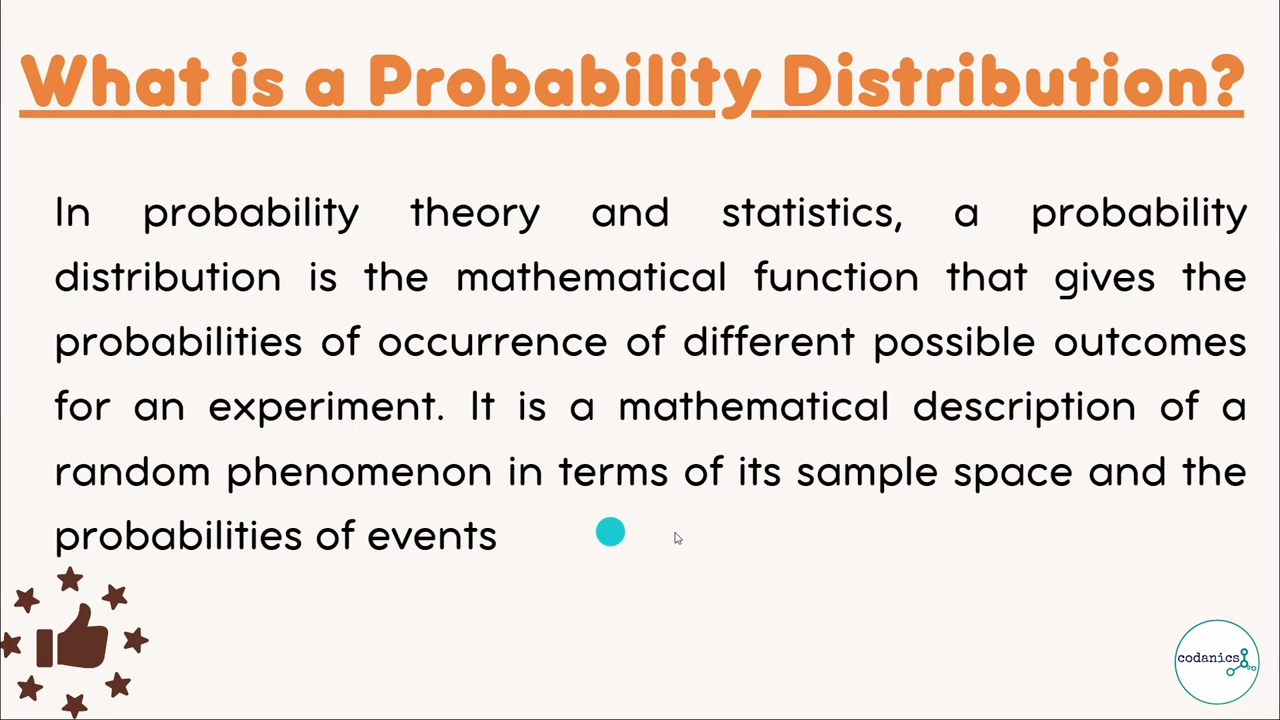 What is a Probability Distribution?
In probability theory and statistics, a probability
distribution is the mathematical function that gives the
probabilities of occurrence of different possible outcomes
for an experiment. It is a mathematical description of a
random phenomenon in terms of its sample space and the
probabilities of events
codanics